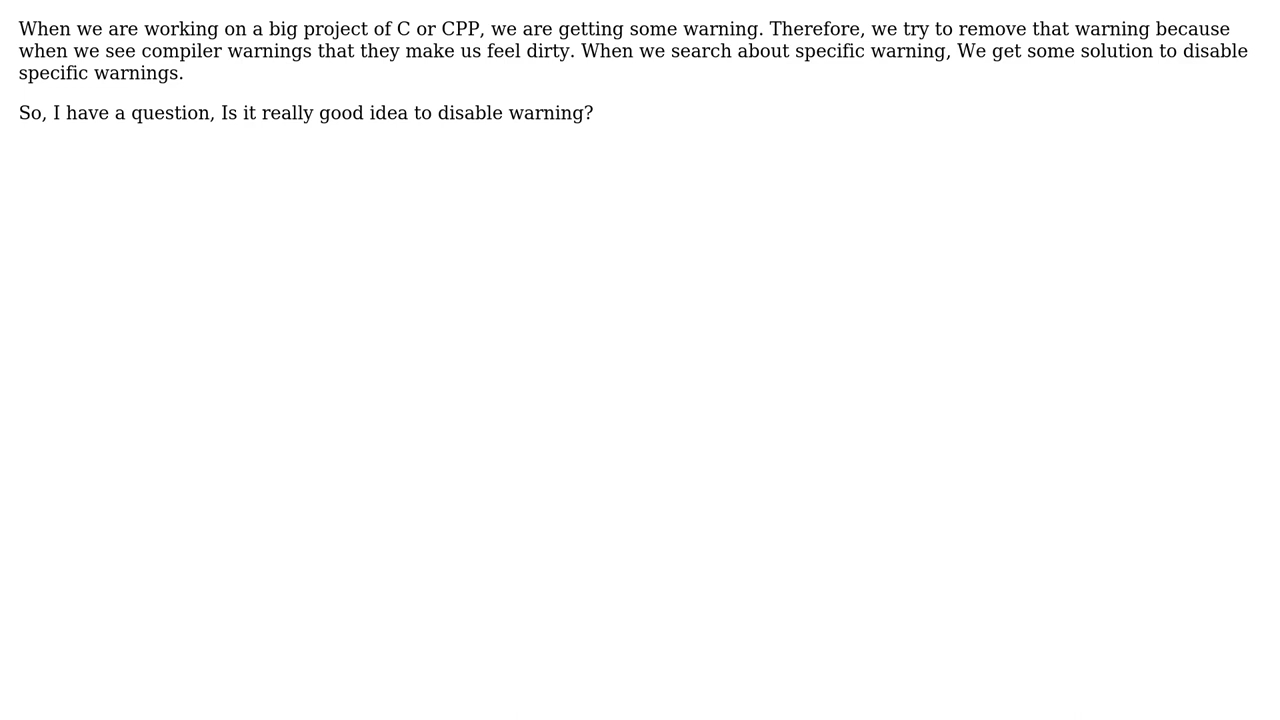 When we are working on a big project of C or CPP, we are getting some warning. Therefore, we try to remove that warning because
when we see compiler warnings that they make us feel dirty. When we search about specific warning, We get some solution to disable
specific warnings.
So, I have a question, Is it really good idea to disable warning?